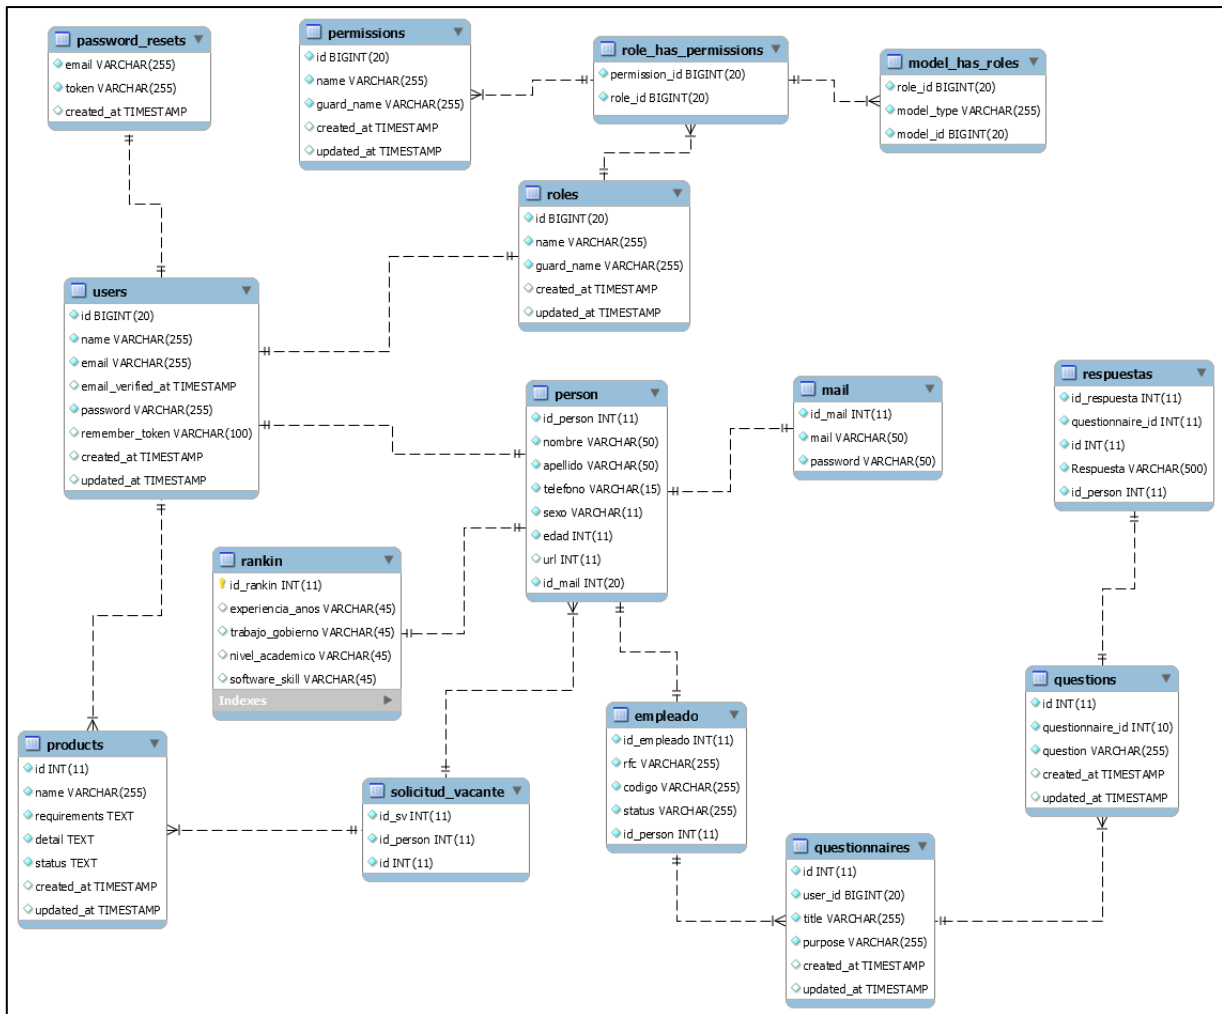 password_resets
email VARCHAR(255)
token VARCHAR(255)
created_at TIMESTAMP
permissions
id BIGINT(20)
name VARCHAR(255)
guard_name VARCHAR(255)
created_at TIMESTAMP
updated_at TIMESTAMP
role_has_permissions
permission_id BIGINT(20)
role_id BIGINT(20)
model_has_roles
role_id BIGINT(20)
model_type VARCHAR(255)
model_id BIGINT(20)
roles
id BIGINT(20)
name VARCHAR(255)
guard_name VARCHAR(255)
created_at TIMESTAMP
updated_at TIMESTAMP
users
id BIGINT(20)
name VARCHAR(255)
email VARCHAR(255)
email_verified_at TIMESTAMP
password VARCHAR(255)
remember_token VARCHAR(100)
created_at TIMESTAMP
updated_at TIMESTAMP
person
id_person INT(11)
nombre VARCHAR(50)
apellido VARCHAR(50)
telefono VARCHAR(15)
sexo VARCHAR(11)
edad INT(11)
url INT(11)
id_mail INT(20)
mail
id_mail INT(11)
mail VARCHAR(50)
password VARCHAR(50)
respuestas
id_respuesta INT(11)
questionnaire_id INT(11)
id INT(11)
Respuesta VARCHAR(500)
id_person INT(11)
rankin
id_rankin INT(11)
experiencia_anos VARCHAR(45)
trabajo_gobierno VARCHAR(45)
nivel_academico VARCHAR(45)
software_skill VARCHAR(45)
Indexes
products
id INT(11)
name VARCHAR(255)
requirements TEXT
detail TEXT
status TEXT
created_at TIMESTAMP
updated_at TIMESTAMP
solicitud_vacante
id_sv INT(11)
id_person INT(11)
id INT(11)
empleado
id_empleado INT(11)
rfc VARCHAR(255)
codigo VARCHAR(255)
status VARCHAR(255)
id_person INT(11)
questions
id INT(11)
questionnaire_id INT(10)
question VARCHAR(255)
created_at TIMESTAMP
updated_at TIMESTAMP
questionnaires
id INT(11)
user_id BIGINT(20)
title VARCHAR(255)
purpose VARCHAR(255)
created_at TIMESTAMP
updated_at TIMESTAMP